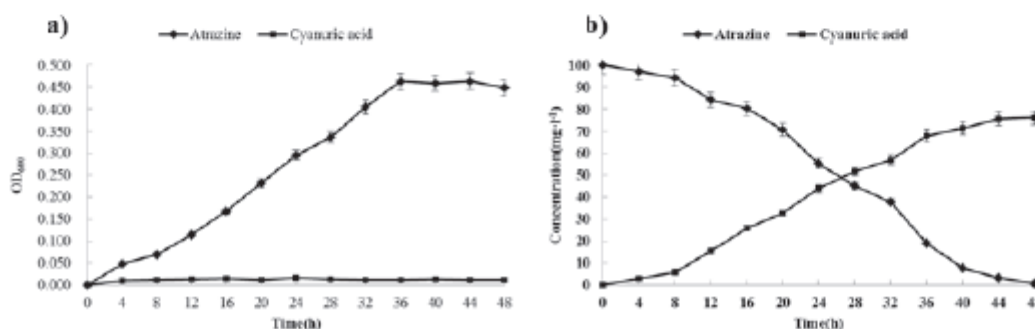 a)
Atrazine Cyanuric acid
0.500
0.450
0.400
0.350
0.300
0.250
0.200
0.150
0.100
0.050
0.000
OD₆₀₀
0 4 8 12 16 20 24 28 32 36 40 44 48
Time(h)
b)
Atrazine Cyanuric acid
100
90
80
70
60
50
40
30
20
10
0
Concentration(mg·l⁻¹)
0 4 8 12 16 20 24 28 32 36 40 44
Time(h)